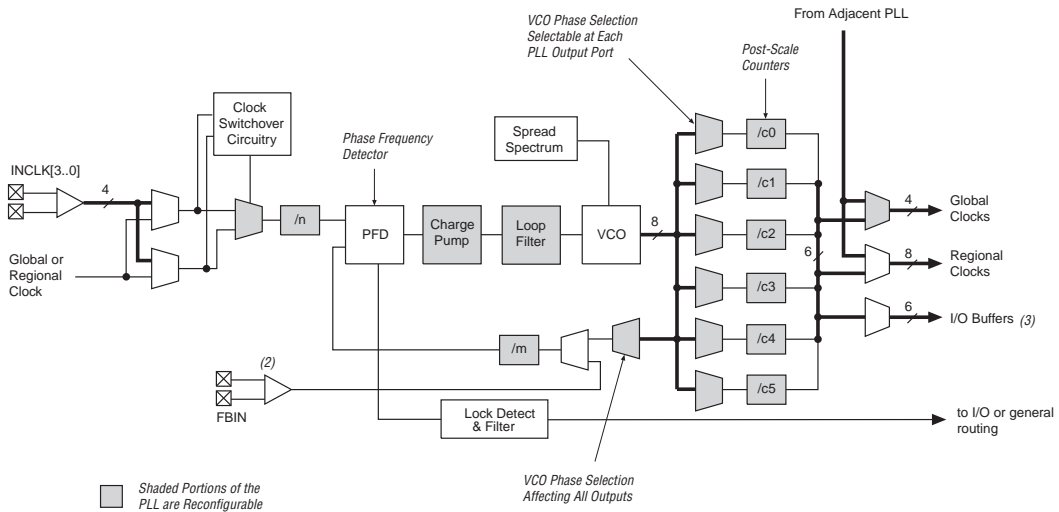 From Adjacent PLL
VCO Phase Selection
Selectable at Each
PLL Output Port
Post-Scale
Counters
Clock
Switchover
Circuitry
Phase Frequency
Detector
Spread
Spectrum
INCLK[3..0]
4
/n
PFD
Charge
Pump
Loop
Filter
VCO
8
/c0
/c1
/c2
/c3
/c4
/c5
6
4
Global
Clocks
8
Regional
Clocks
6
I/O Buffers (3)
Global or
Regional
Clock
/m
(2)
FBIN
Lock Detect
& Filter
to I/O or general
routing
VCO Phase Selection
Affecting All Outputs
Shaded Portions of the
PLL are Reconfigurable